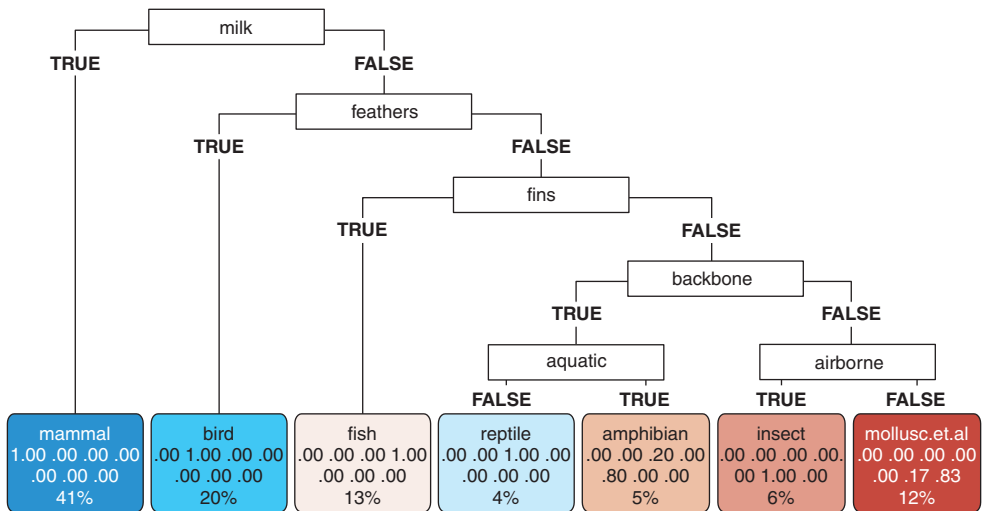 milk
TRUE
FALSE
feathers
TRUE
FALSE
fins
TRUE
FALSE
backbone
TRUE
FALSE
aquatic
airborne
FALSE
TRUE
TRUE
FALSE
mammal
1.00 .00 .00 .00
.00 .00 .00
41%
bird
.00 1.00 .00 .00
.00 .00 .00
20%
fish
.00 .00 .00 1.00
.00 .00 .00
13%
reptile
.00 .00 1.00 .00
.00 .00 .00
4%
amphibian
.00 .00 .20 .00
.80 .00 .00
5%
insect
.00 .00 .00 .00.
00 1.00 .00
6%
mollusc.et.al
.00 .00 .00 .00
.00 .17 .83
12%